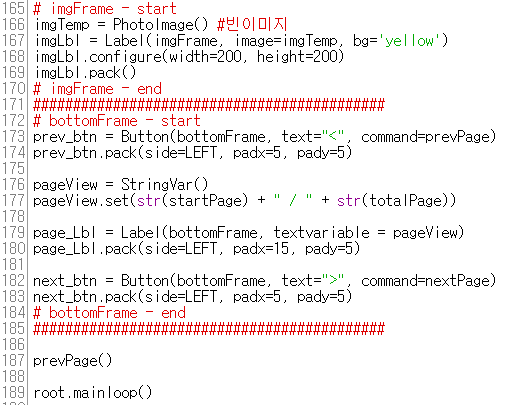 165 # imgFrame - start
166 imgTemp = PhotoImage() #빈이미지
167 imgLbl = Label(imgFrame, image=imgTemp, bg='yellow')
168 imgLbl.configure(width=200, height=200)
169 imgLbl.pack()
170 # imgFrame - end
171 ############################################
172 # bottomFrame - start
173 prev_btn = Button(bottomFrame, text="<", command=prevPage)
174 prev_btn.pack(side=LEFT, padx=5, pady=5)
175
176 pageView = StringVar()
177 pageView.set(str(startPage) + " / " + str(totalPage))
178
179 page_Lbl = Label(bottomFrame, textvariable = pageView)
180 page_Lbl.pack(side=LEFT, padx=15, pady=5)
181
182 next_btn = Button(bottomFrame, text=">", command=nextPage)
183 next_btn.pack(side=LEFT, padx=5, pady=5)
184 # bottomFrame - end
185 ############################################
186
187 prevPage()
188
189 root.mainloop()